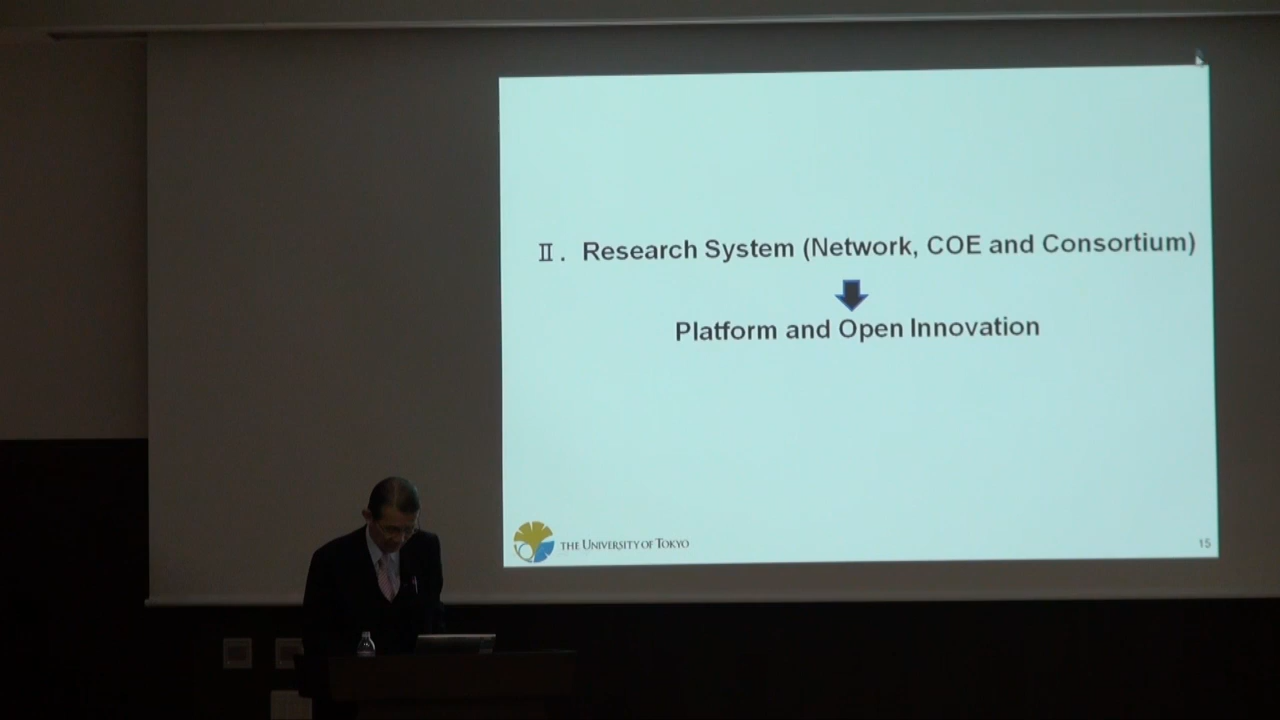 Ⅱ. Research System (Network, COE and Consortium)
Platform and Open Innovation
THE UNIVERSITY OF TOKYO
15